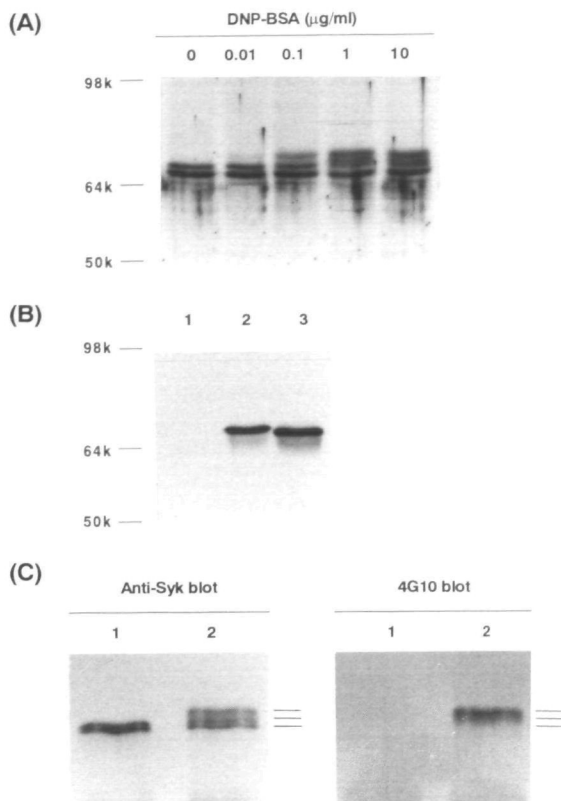 (A)
DNP-BSA (μg/ml)
0 0.01 0.1 1 10
98k
64k
50k
(B)
1 2 3
98k
64k
50k
(C)
Anti-Syk blot 4G10 blot
1 2 1 2